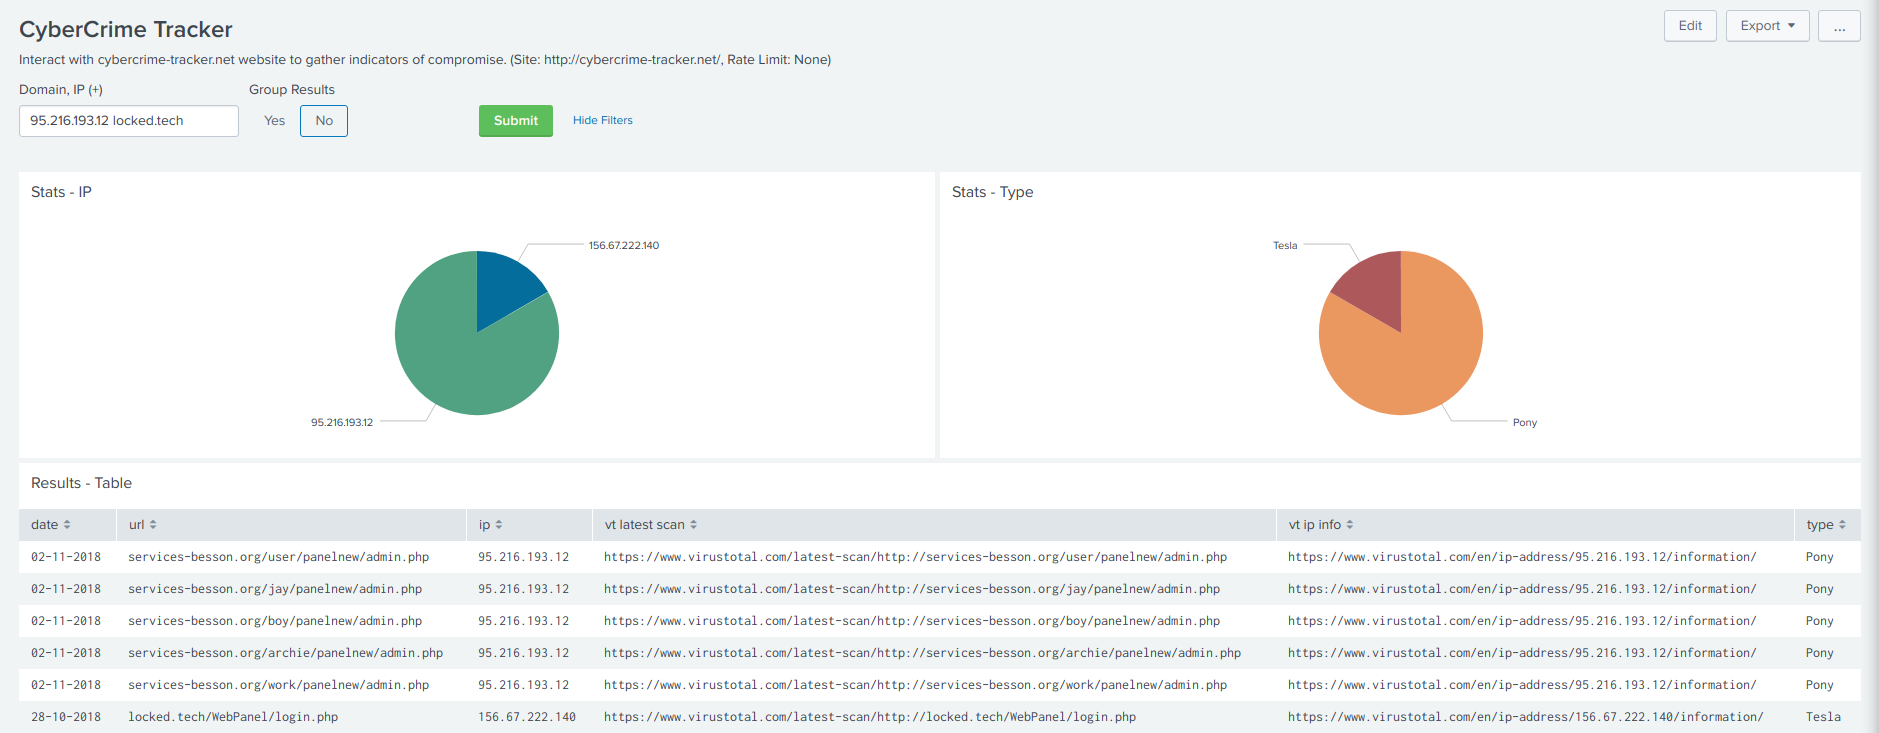 CyberCrime Tracker
Edit
Export
...
Interact with cybercrime-tracker.net website to gather indicators of compromise. (Site: http://cybercrime-tracker.net/, Rate Limit: None)
Domain, IP (+)
Group Results
95.216.193.12 locked.tech
Yes
No
Submit
Hide Filters
Stats - IP
156.67.222.140
95.216.193.12
Stats - Type
Tesla
Pony
Results - Table
date url ip vt latest scan vt ip info type
02-11-2018 services-besson.org/user/panelnew/admin.php 95.216.193.12 https://www.virustotal.com/latest-scan/http://services-besson.org/user/panelnew/admin.php https://www.virustotal.com/en/ip-address/95.216.193.12/information/ Pony
02-11-2018 services-besson.org/jay/panelnew/admin.php 95.216.193.12 https://www.virustotal.com/latest-scan/http://services-besson.org/jay/panelnew/admin.php https://www.virustotal.com/en/ip-address/95.216.193.12/information/ Pony
02-11-2018 services-besson.org/boy/panelnew/admin.php 95.216.193.12 https://www.virustotal.com/latest-scan/http://services-besson.org/boy/panelnew/admin.php https://www.virustotal.com/en/ip-address/95.216.193.12/information/ Pony
02-11-2018 services-besson.org/archie/panelnew/admin.php 95.216.193.12 https://www.virustotal.com/latest-scan/http://services-besson.org/archie/panelnew/admin.php https://www.virustotal.com/en/ip-address/95.216.193.12/information/ Pony
02-11-2018 services-besson.org/work/panelnew/admin.php 95.216.193.12 https://www.virustotal.com/latest-scan/http://services-besson.org/work/panelnew/admin.php https://www.virustotal.com/en/ip-address/95.216.193.12/information/ Pony
28-10-2018 locked.tech/WebPanel/login.php 156.67.222.140 https://www.virustotal.com/latest-scan/http://locked.tech/WebPanel/login.php https://www.virustotal.com/en/ip-address/156.67.222.140/information/ Tesla